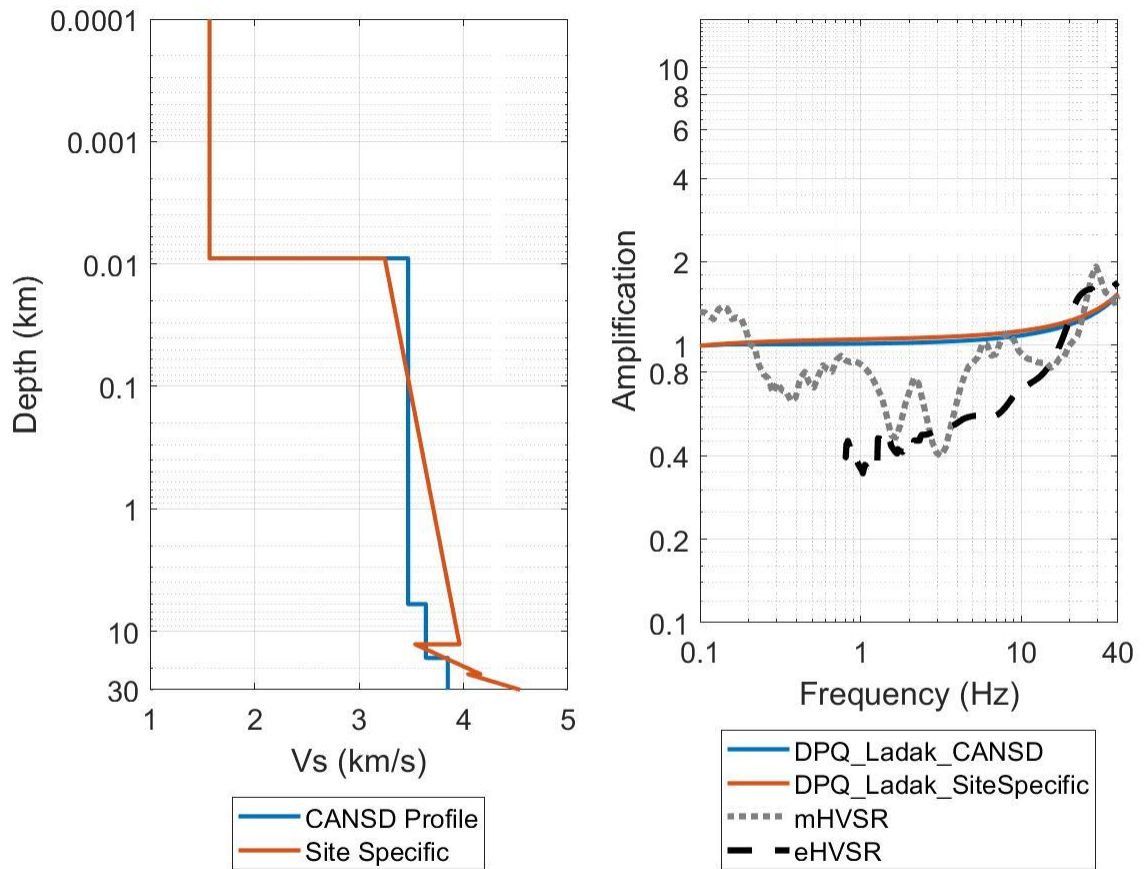 0.0001
0.001
0.01
0.1
1
10
30
Depth (km)
1 2 3 4 5
Vs (km/s)
CANSD Profile
Site Specific
10
8
6
4
2
1
0.8
0.4
0.2
0.1
Amplification
0.1 1 10 40
Frequency (Hz)
DPQ_Ladak_CANSD
DPQ_Ladak_SiteSpecific
mHVSR
eHVSR